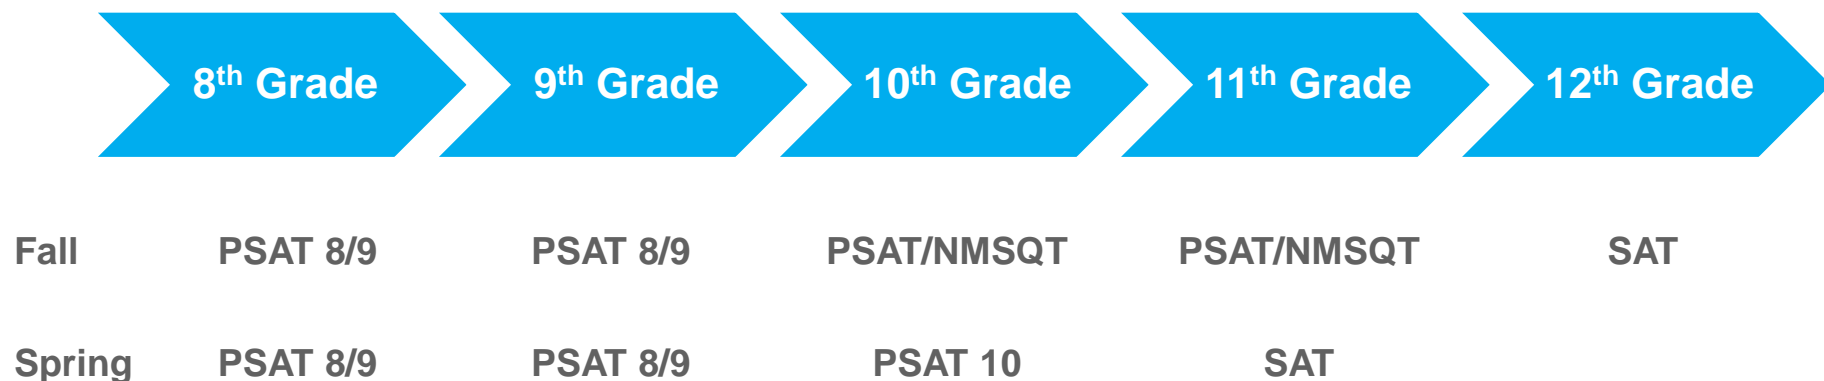 8th Grade 9th Grade 10th Grade 11th Grade 12th Grade
Fall PSAT 8/9 PSAT 8/9 PSAT/NMSQT PSAT/NMSQT SAT
Spring PSAT 8/9 PSAT 8/9 PSAT 10 SAT